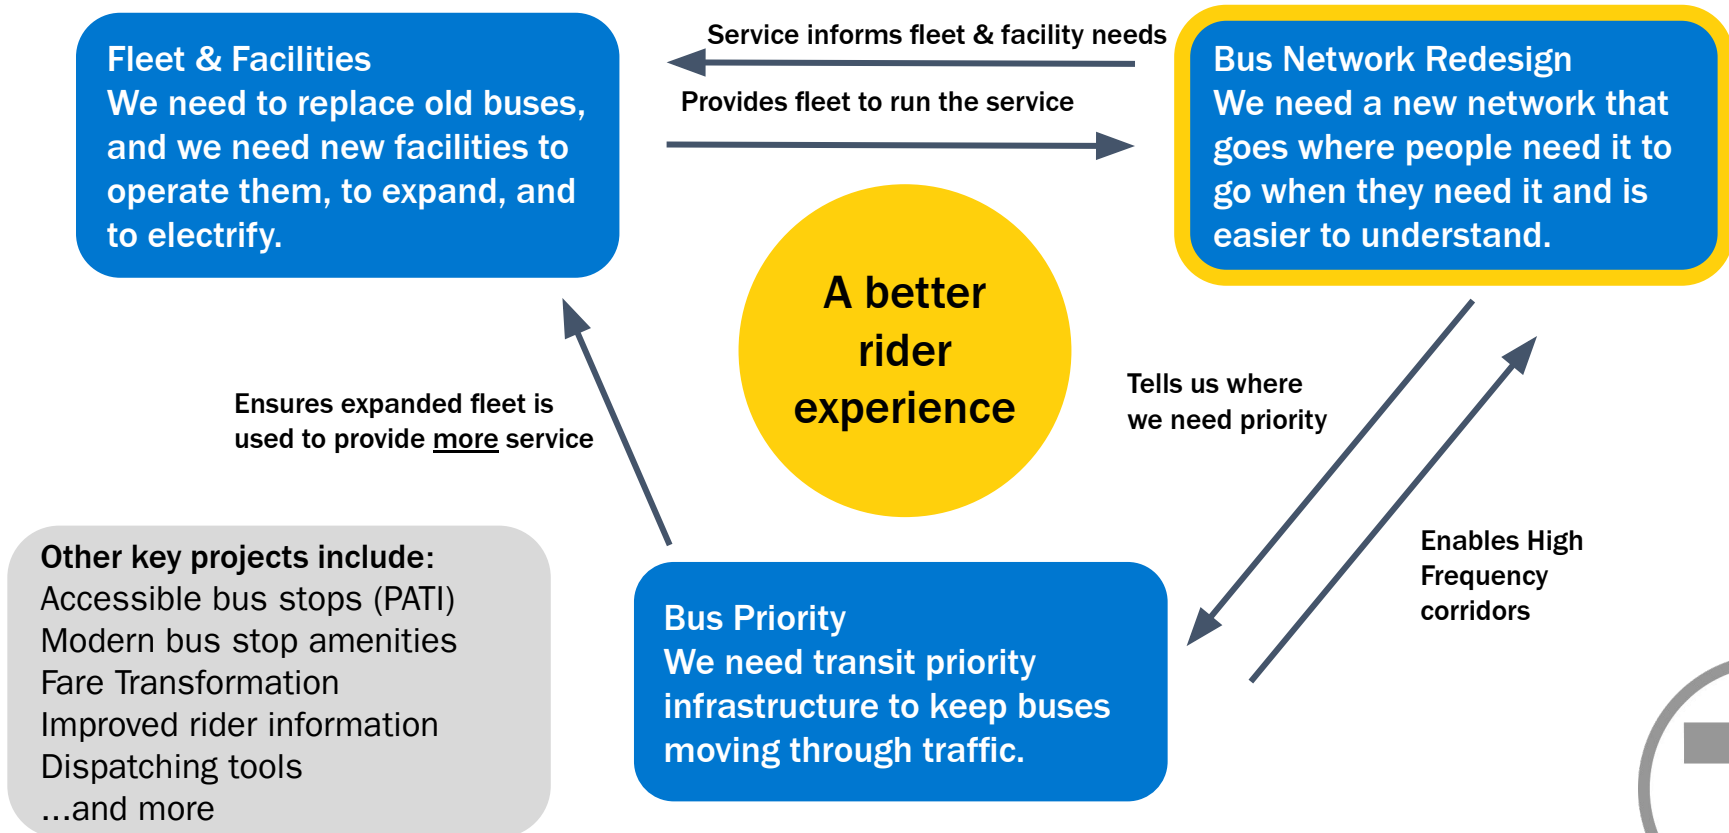 Fleet & Facilities
We need to replace old buses,
and we need new facilities to
operate them, to expand, and
to electrify.
Service informs fleet & facility needs
Provides fleet to run the service
Bus Network Redesign
We need a new network that
goes where people need it to
go when they need it and is
easier to understand.
A better
rider
experience
Ensures expanded fleet is
used to provide more service
Tells us where
we need priority
Enables High
Frequency
corridors
Other key projects include:
Accessible bus stops (PATI)
Modern bus stop amenities
Fare Transformation
Improved rider information
Dispatching tools
...and more
Bus Priority
We need transit priority
infrastructure to keep buses
moving through traffic.